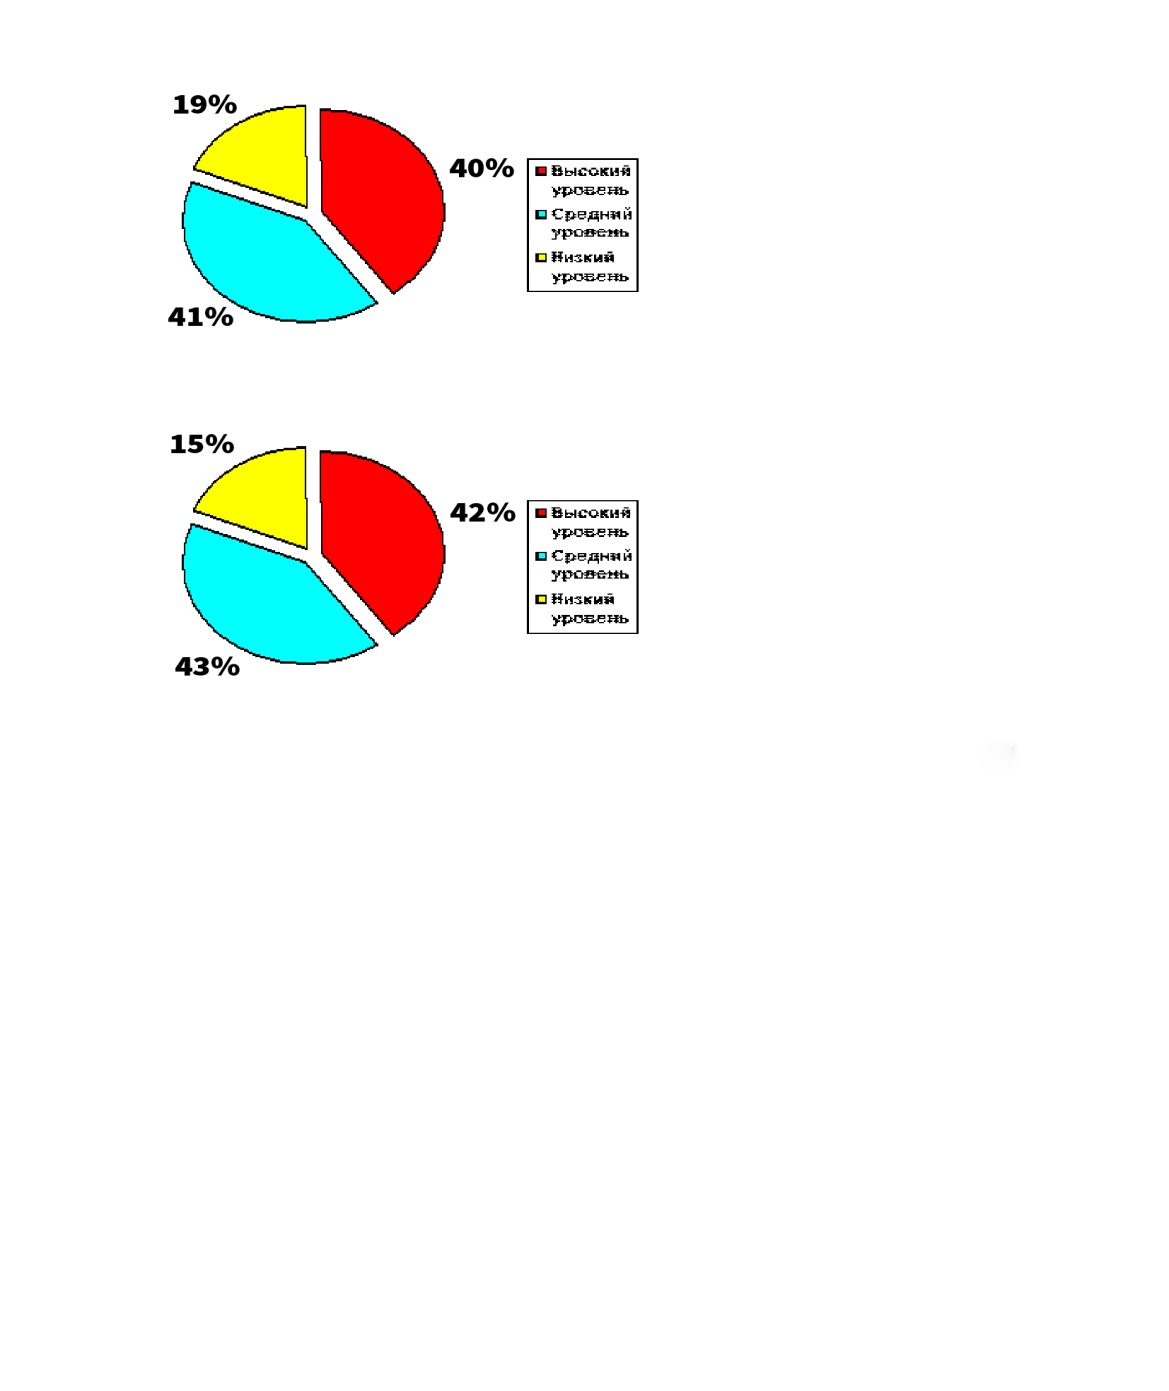 19%
40%
Высокий
уровень
Средний
уровень
Низкий
уровень
41%
15%
42%
Высокий
уровень
Средний
уровень
Низкий
уровень
43%